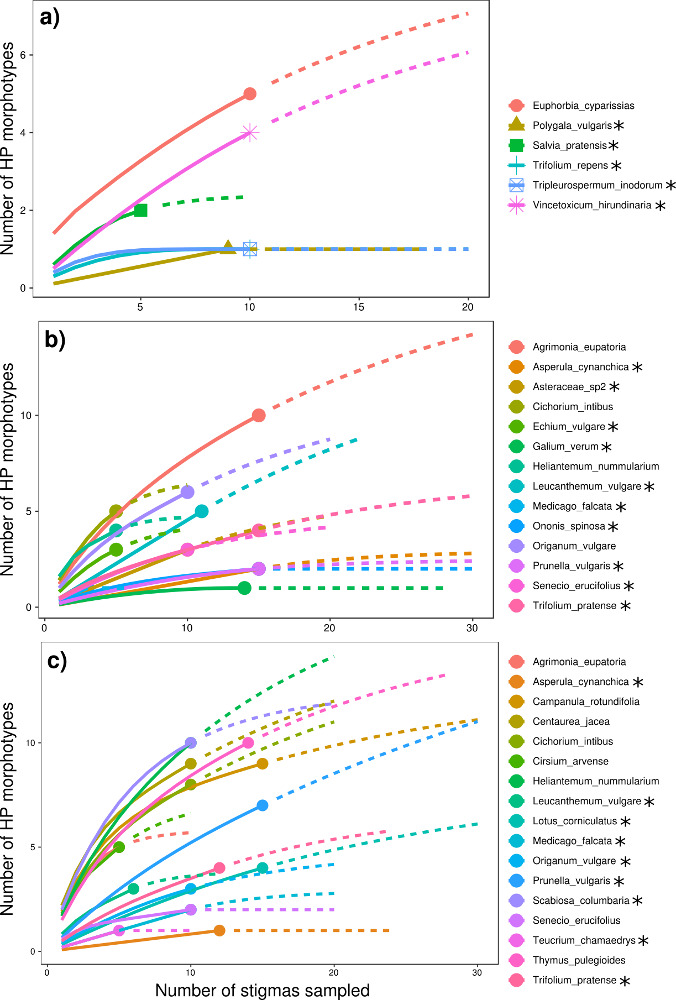 a)
Number of HP morphotypes
6
4
2
0
5 10 15 20
Euphorbia_cyparissias
Polygala_vulgaris *
Salvia_pratensis *
Trifolium_repens *
Tripleurospermum_inodorum *
Vincetoxicum_hirundinaria *
b)
Number of HP morphotypes
10
5
0
0 10 20 30
Agrimonia_eupatoria
Asperula_cynanchica *
Asteraceae_sp2 *
Cichorium_intibus
Echium_vulgare *
Galium_verum *
Heliantemum_nummularium
Leucanthemum_vulgare *
Medicago_falcata *
Ononis_spinosa *
Origanum_vulgare
Prunella_vulgaris *
Senecio_erucifolius *
Trifolium_pratense *
c)
Number of HP morphotypes
10
5
0
0 10 20 30
Number of stigmas sampled
Agrimonia_eupatoria
Asperula_cynanchica *
Campanula_rotundifolia
Centaurea_jacea
Cichorium_intibus
Cirsium_arvense
Heliantemum_nummularium
Leucanthemum_vulgare *
Lotus_corniculatus *
Medicago_falcata *
Origanum_vulgare *
Prunella_vulgaris *
Scabiosa_columbaria *
Senecio_erucifolius
Teucrium_chamaedrys *
Thymus_pulegioides
Trifolium_pratense *